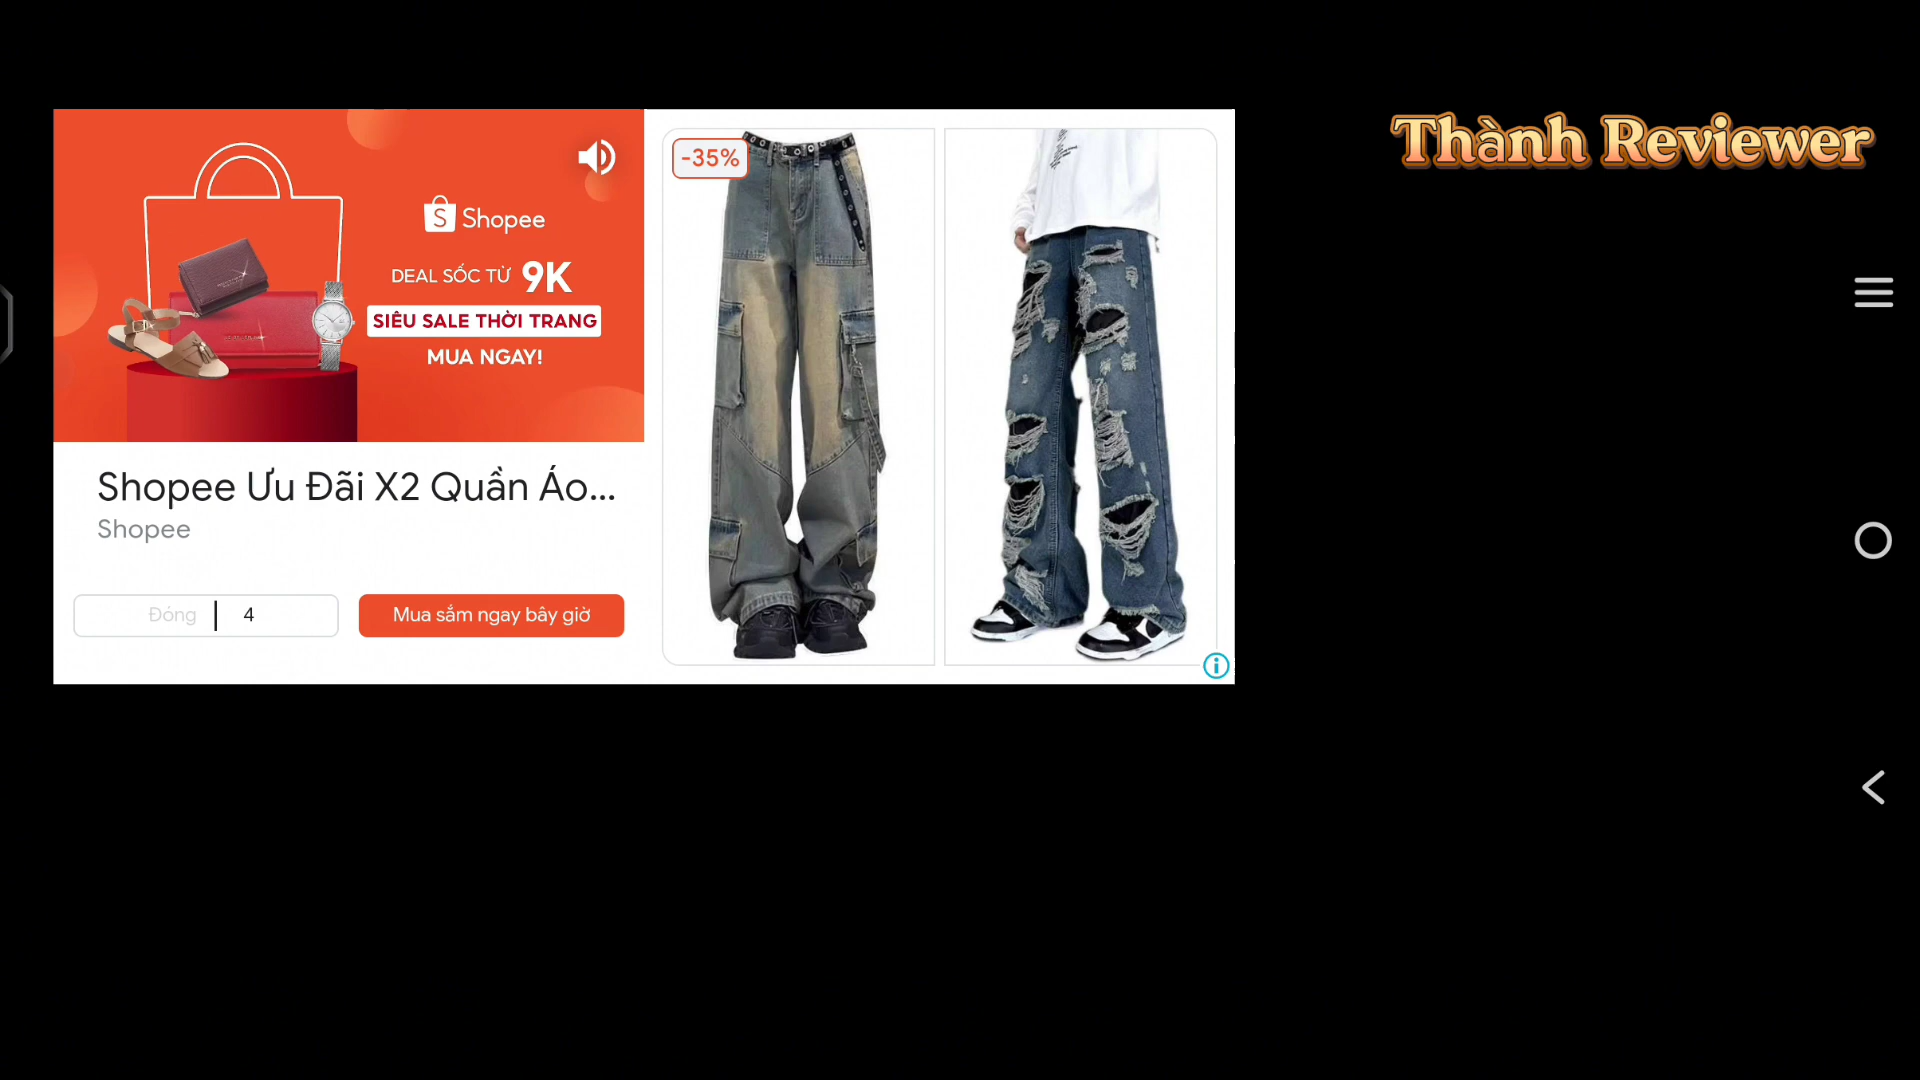 Thành Reviewer
Shopee
DEAL SỐC TỪ 9K
SIÊU SALE THỜI TRANG
MUA NGAY!
-35%
Shopee Ưu Đãi X2 Quần Áo...
Shopee
Đóng | 4
Mua sắm ngay bây giờ